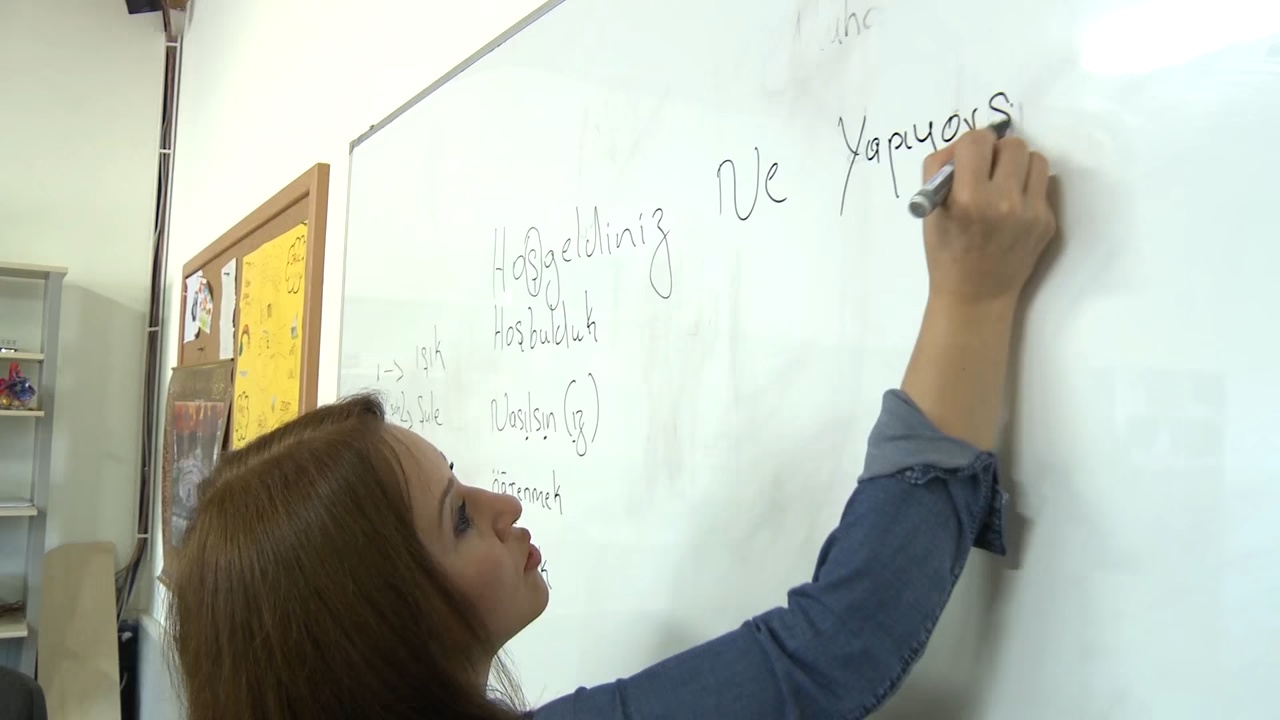 Ne Yapıyors
Hoşgeldiniz
Hoşbulduk
ı -> ışık
Şule
Nasılsın (ız)
öğrenmek